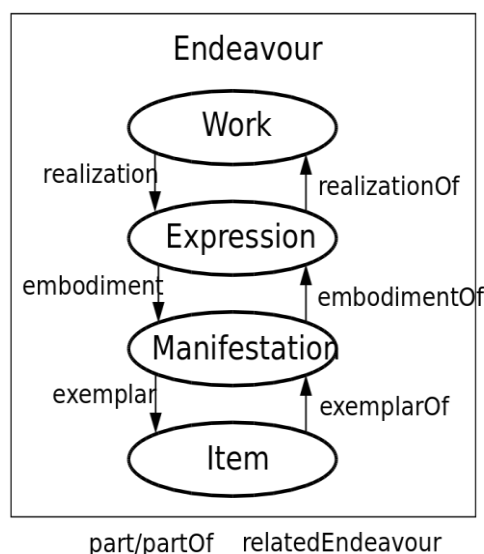 Endeavour
Work
realization
realizationOf
Expression
embodiment
embodimentOf
Manifestation
exemplar
exemplarOf
Item
part/partOf relatedEndeavour